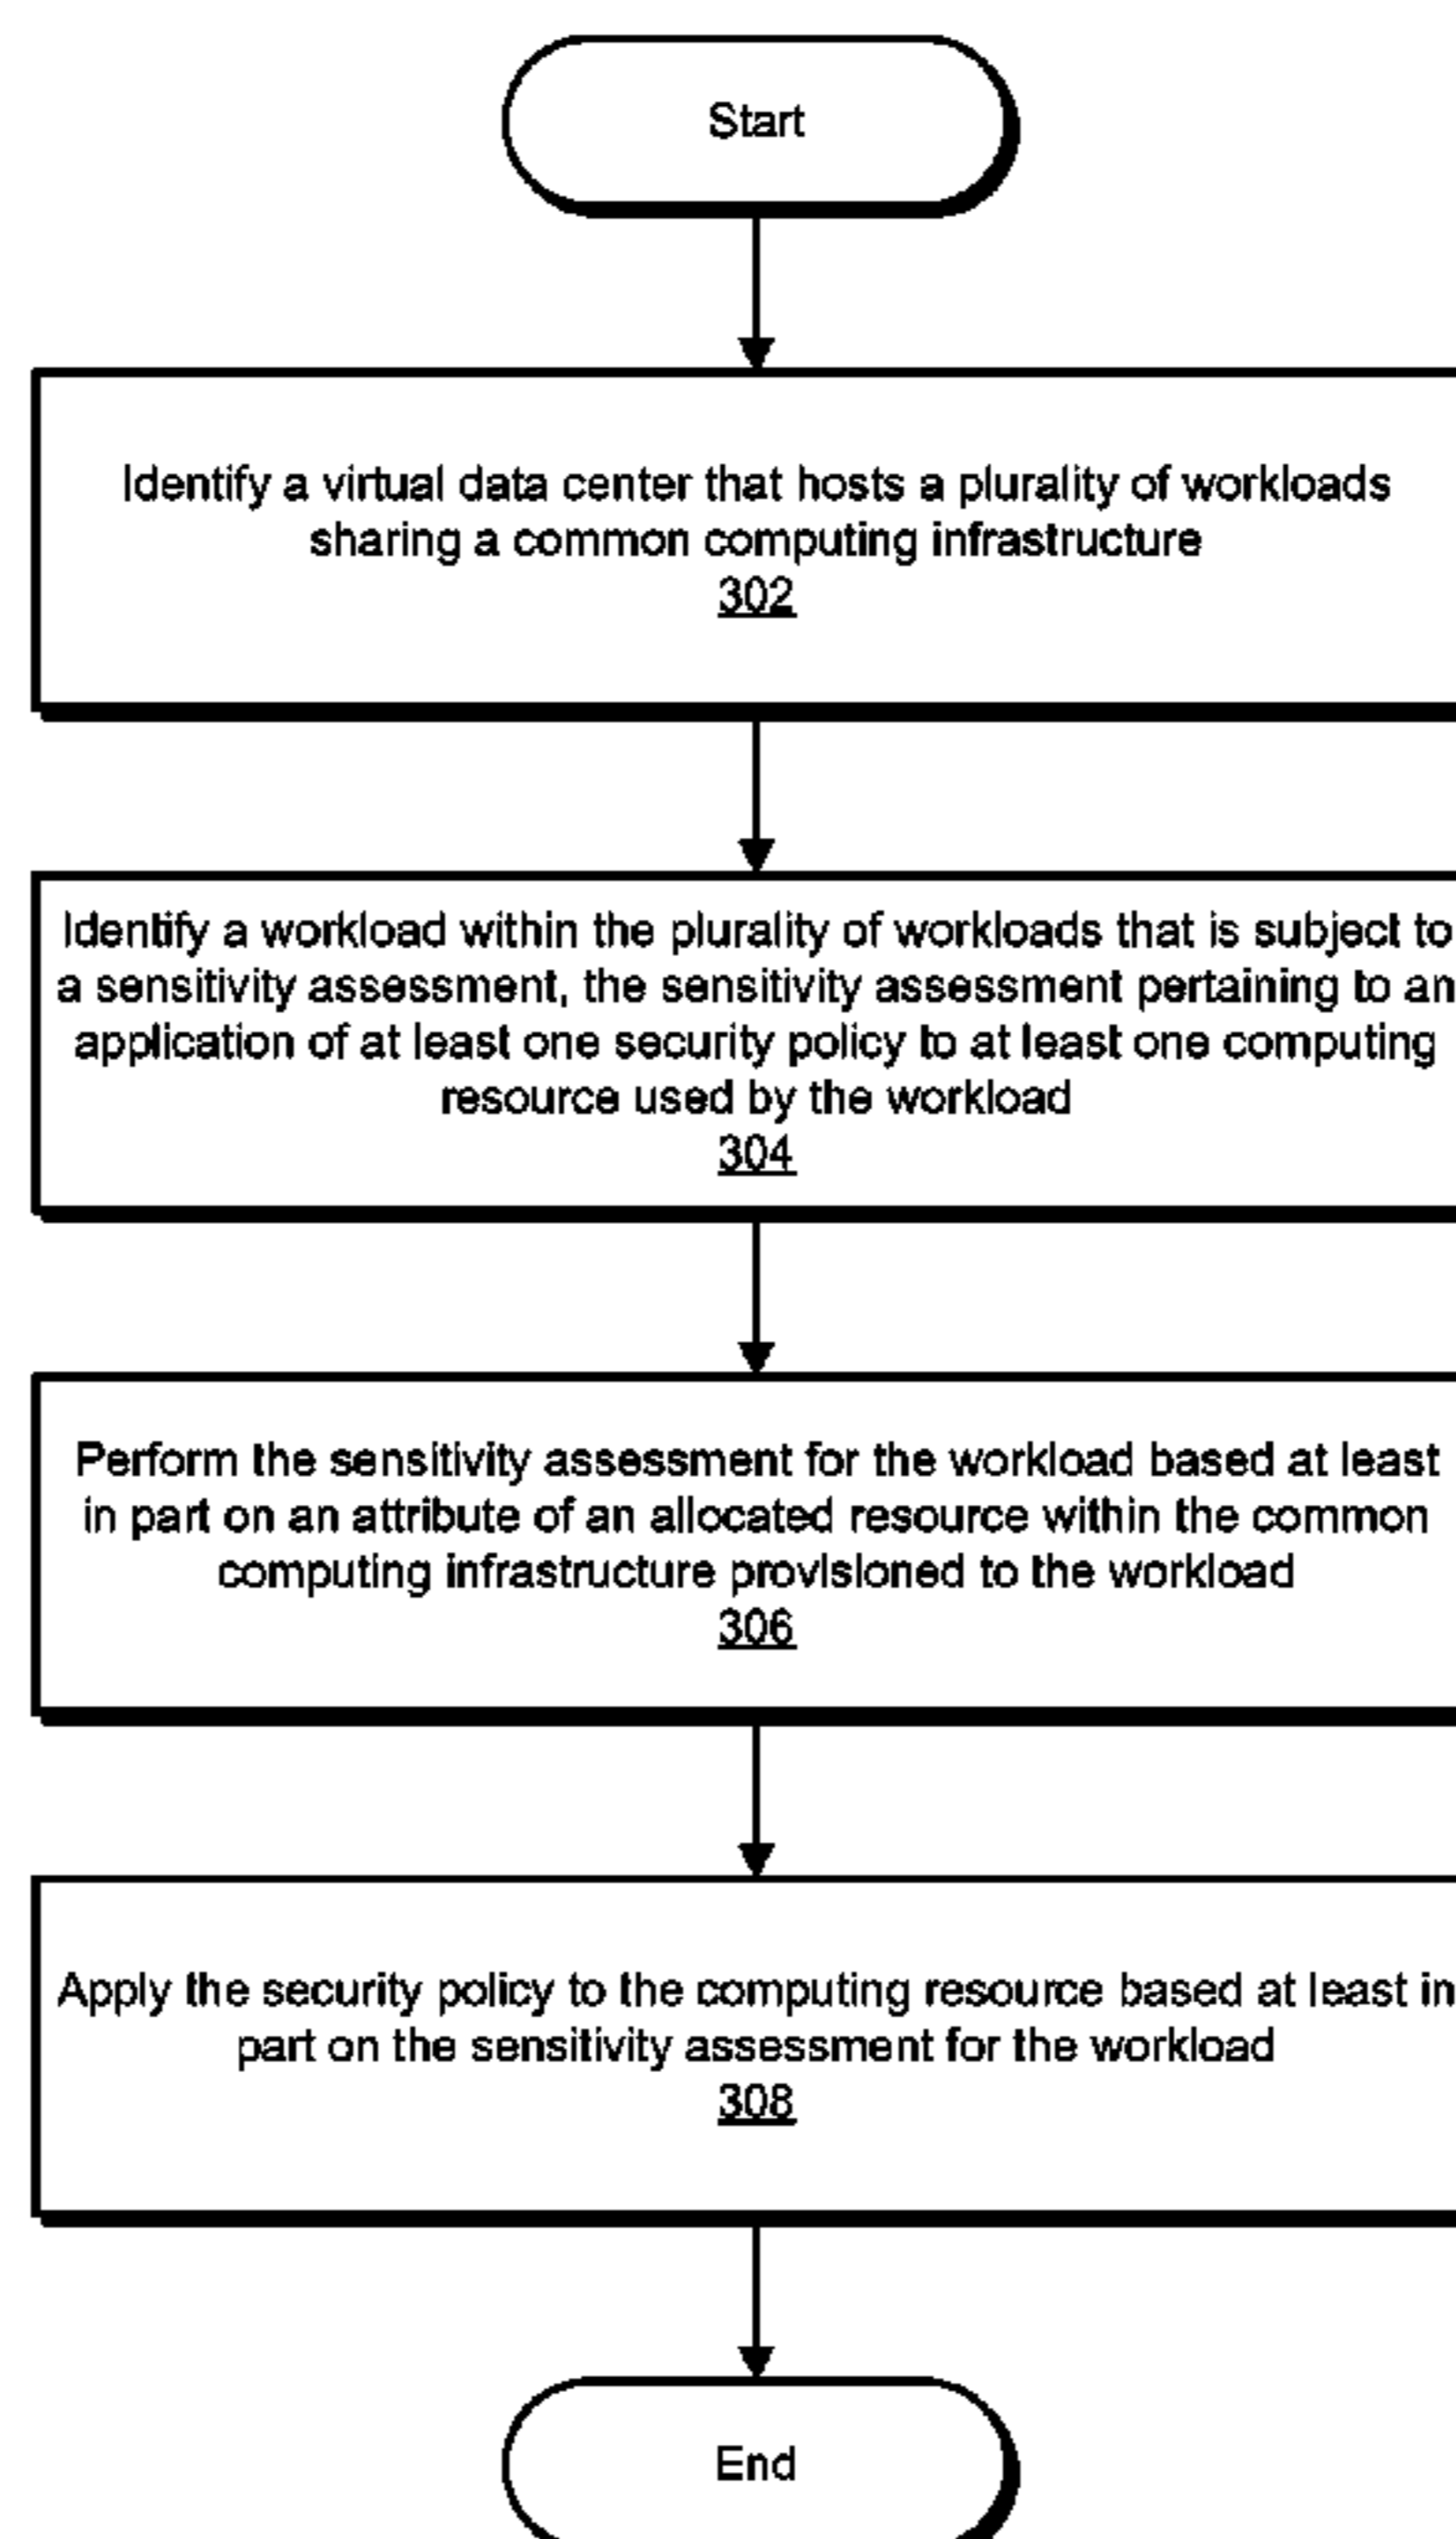 Start
Identify a virtual data center that hosts a plurality of workloads
sharing a common computing infrastructure
302
Identify a workload within the plurality of workloads that is subject to
a sensitivity assessment, the sensitivity assessment pertaining to an
application of at least one security policy to at least one computing
resource used by the workload
304
Perform the sensitivity assessment for the workload based at least
in part on an attribute of an allocated resource within the common
computing infrastructure provisioned to the workload
306
Apply the security policy to the computing resource based at least in
part on the sensitivity assessment for the workload
308
End